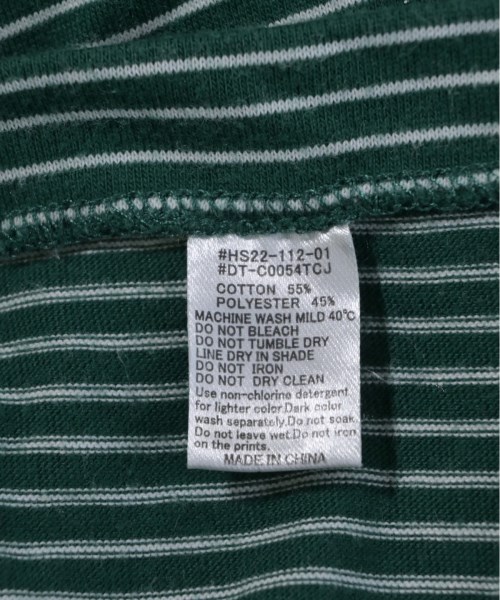 #HS22-112-01
#DT-C0054TCJ
COTTON 55%
POLYESTER 45%
MACHINE WASH MILD 40℃
DO NOT BLEACH
DO NOT TUMBLE DRY
LINE DRY IN SHADE
DO NOT IRON
DO NOT DRY CLEAN
Use non-chlorine detergent
for lighter color.Dark color
wash separately.Do not soak.
Do not leave wet.Do not iron
on the prints.
MADE IN CHINA